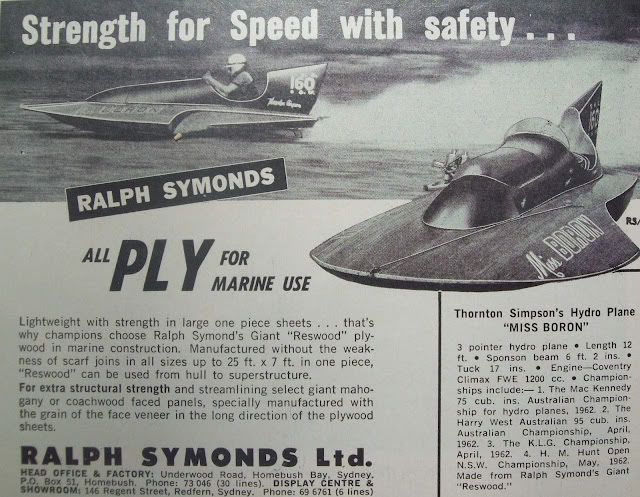 Strength for Speed with safety . . .
160
RALPH SYMONDS
Miss BORON
ALL PLY FOR
MARINE USE
Lightweight with strength in large one piece sheets . . . that's
why champions choose Ralph Symond's Giant "Reswood" ply-
wood in marine construction. Manufactured without the weak-
ness of scarf joins in all sizes up to 25 ft. x 7 ft. in one piece,
"Reswood" can be used from hull to superstructure.
For extra structural strength and streamlining select giant maho-
gany or coachwood faced panels, specially manufactured with
the grain of the face veneer in the long direction of the plywood
sheets.
RALPH SYMONDS Ltd.
HEAD OFFICE & FACTORY: Underwood Road, Homebush Bay, Sydney.
P.O. Box 51, Homebush. Phone: 73 046 (30 lines). DISPLAY CENTRE &
SHOWROOM: 146 Regent Street, Redfern, Sydney. Phone: 69 6761 (6 lines)
Thornton Simpson's Hydro Plane
"MISS BORON"
3 pointer hydro plane • Length 12
ft. • Sponson beam 6 ft. 2 ins. •
Tuck 17 ins. • Engine—Coventry
Climax FWE 1200 cc. • Champion-
ships include— 1. The Mac Kennedy
75 cub. ins. Australian Champion-
ship for hydro planes, 1962. 2. The
Harry West Australian 95 cub. ins.
Australian Championship, April,
1962. 3. The K.L.G. Championship,
April, 1962. 4. H. M. Hunt Open
N.S.W. Championship, May, 1962.
Made from Ralph Symond's Giant
"Reswood."